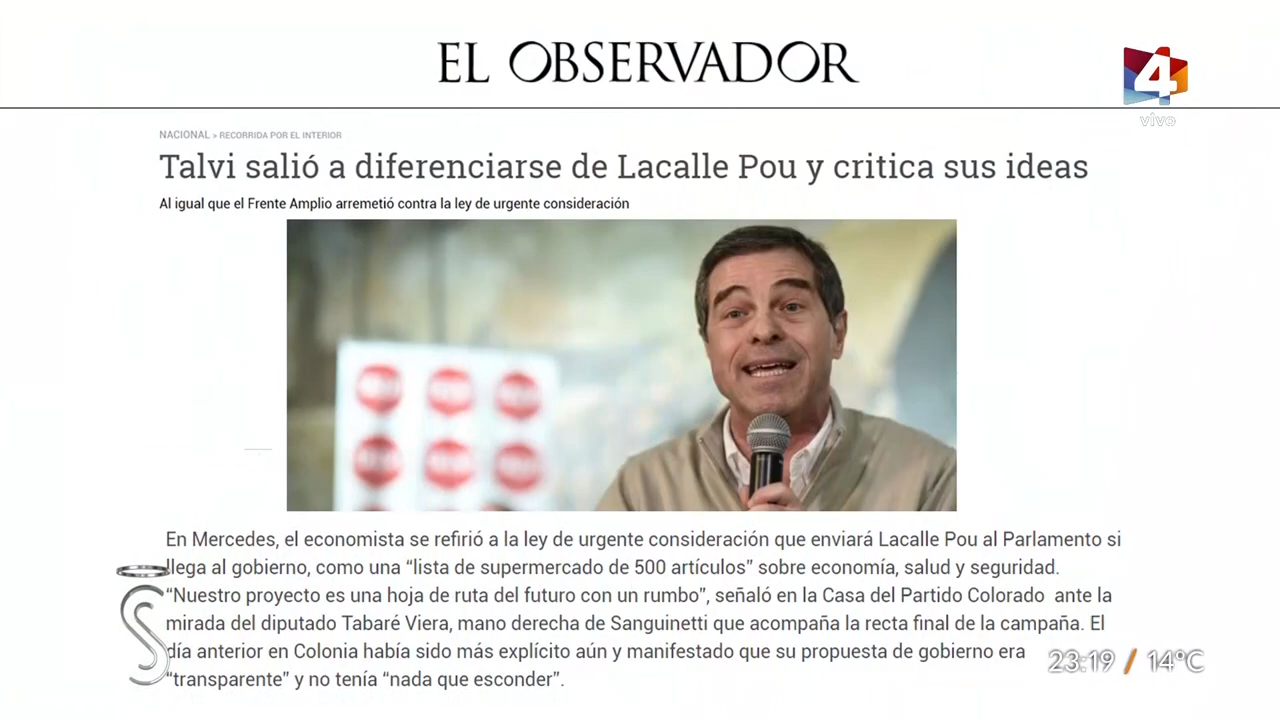 EL OBSERVADOR
4
vivo
NACIONAL > RECORRIDA POR EL INTERIOR
Talvi salió a diferenciarse de Lacalle Pou y critica sus ideas
Al igual que el Frente Amplio arremetió contra la ley de urgente consideración
En Mercedes, el economista se refirió a la ley de urgente consideración que enviará Lacalle Pou al Parlamento si
llega al gobierno, como una “lista de supermercado de 500 artículos” sobre economía, salud y seguridad.
“Nuestro proyecto es una hoja de ruta del futuro con un rumbo”, señaló en la Casa del Partido Colorado ante la
mirada del diputado Tabaré Viera, mano derecha de Sanguinetti que acompaña la recta final de la campaña. El
día anterior en Colonia había sido más explícito aún y manifestado que su propuesta de gobierno era
“transparente” y no tenía “nada que esconder”.
23:19 / 14°C